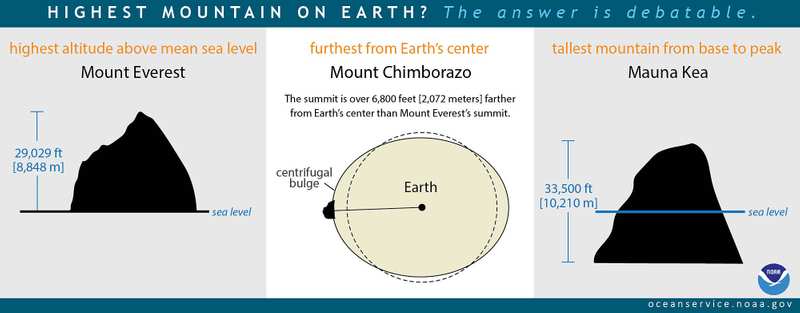 HIGHEST MOUNTAIN ON EARTH? The answer is debatable.
highest altitude above mean sea level
Mount Everest
29,029 ft
[8,848 m]
sea level
furthest from Earth's center
Mount Chimborazo
The summit is over 6,800 feet [2,072 meters] farther
from Earth's center than Mount Everest's summit.
centrifugal
bulge
Earth
tallest mountain from base to peak
Mauna Kea
33,500 ft
[10,210 m]
sea level
NOAA
oceanservice.noaa.gov